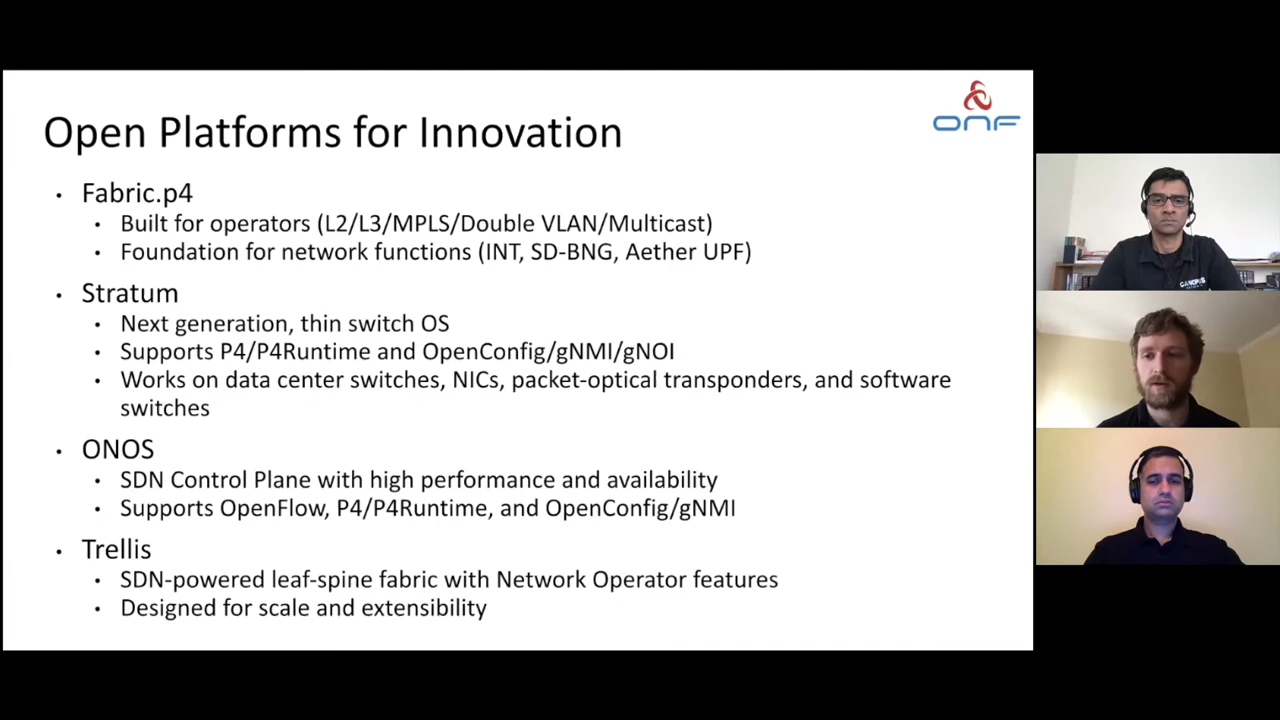 Open Platforms for Innovation
ONF
• Fabric.p4
• Built for operators (L2/L3/MPLS/Double VLAN/Multicast)
• Foundation for network functions (INT, SD-BNG, Aether UPF)
• Stratum
• Next generation, thin switch OS
• Supports P4/P4Runtime and OpenConfig/gNMI/gNOI
• Works on data center switches, NICs, packet-optical transponders, and software
switches
• ONOS
• SDN Control Plane with high performance and availability
• Supports OpenFlow, P4/P4Runtime, and OpenConfig/gNMI
• Trellis
• SDN-powered leaf-spine fabric with Network Operator features
• Designed for scale and extensibility